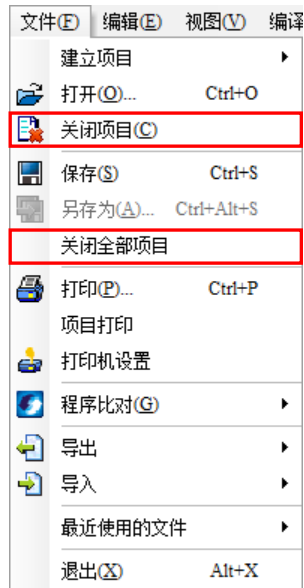 文件(F) 编辑(E) 视图(V) 编译
建立项目
打开(O)... Ctrl+O
关闭项目(C)
保存(S) Ctrl+S
另存为(A)... Ctrl+Alt+S
关闭全部项目
打印(P)... Ctrl+P
项目打印
打印机设置
程序比对(G)
导出
导入
最近使用的文件
退出(X) Alt+X